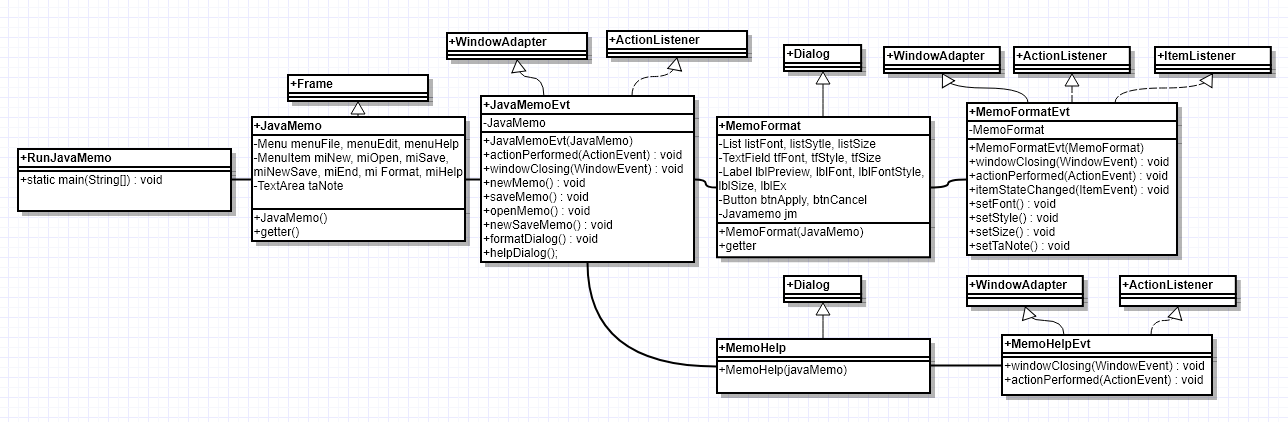 +RunJavaMemo
+static main(String[]) : void
+Frame
+JavaMemo
-Menu menuFile, menuEdit, menuHelp
-MenuItem miNew, miOpen, miSave,
miNewSave, miEnd, mi Format, miHelp
-TextArea taNote
+JavaMemo()
+getter()
+WindowAdapter
+ActionListener
+JavaMemoEvt
-JavaMemo
+JavaMemoEvt(JavaMemo)
+actionPerformed(ActionEvent) : void
+windowClosing(WindowEvent) : void
+newMemo() : void
+saveMemo() : void
+openMemo() : void
+newSaveMemo() : void
+formatDialog() : void
+helpDialog();
+Dialog
+MemoFormat
-List listFont, listSytle, listSize
-TextField tfFont, tfStyle, tfSize
-Label lblPreview, lblFont, lblFontStyle,
lblSize, lblEx
-Button btnApply, btnCancel
-Javamemo jm
+MemoFormat(JavaMemo)
+getter
+WindowAdapter
+ActionListener
+ItemListener
+MemoFormatEvt
-MemoFormat
+MemoFormatEvt(MemoFormat)
+windowClosing(WindowEvent) : void
+actionPerformed(ActionEvent) : void
+itemStateChanged(ItemEvent) : void
+setFont() : void
+setStyle() : void
+setSize() : void
+setTaNote() : void
+Dialog
+MemoHelp
+MemoHelp(javaMemo)
+WindowAdapter
+ActionListener
+MemoHelpEvt
+windowClosing(WindowEvent) : void
+actionPerformed(ActionEvent) : void